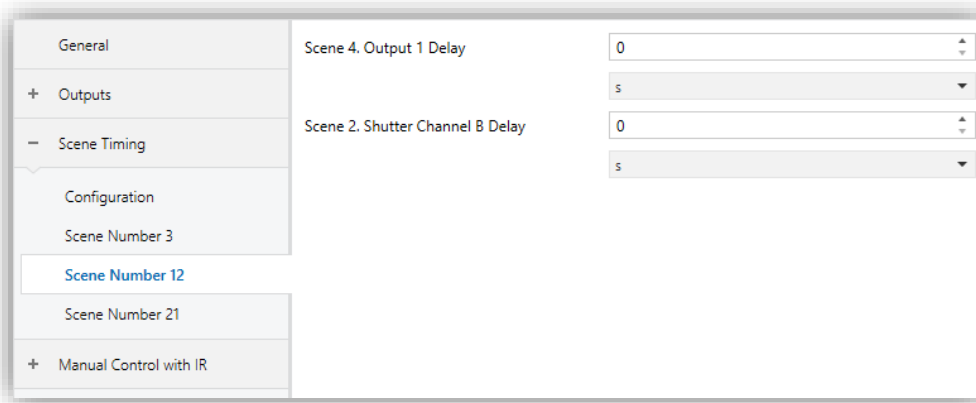 General
+ Outputs
− Scene Timing
Configuration
Scene Number 3
Scene Number 12
Scene Number 21
+ Manual Control with IR
Scene 4. Output 1 Delay 0
s
Scene 2. Shutter Channel B Delay 0
s